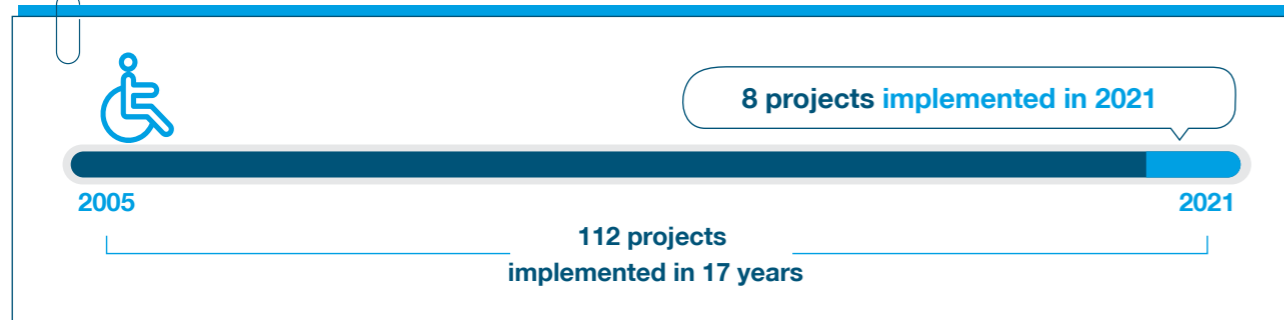 8 projects implemented in 2021
2005
2021
112 projects
implemented in 17 years